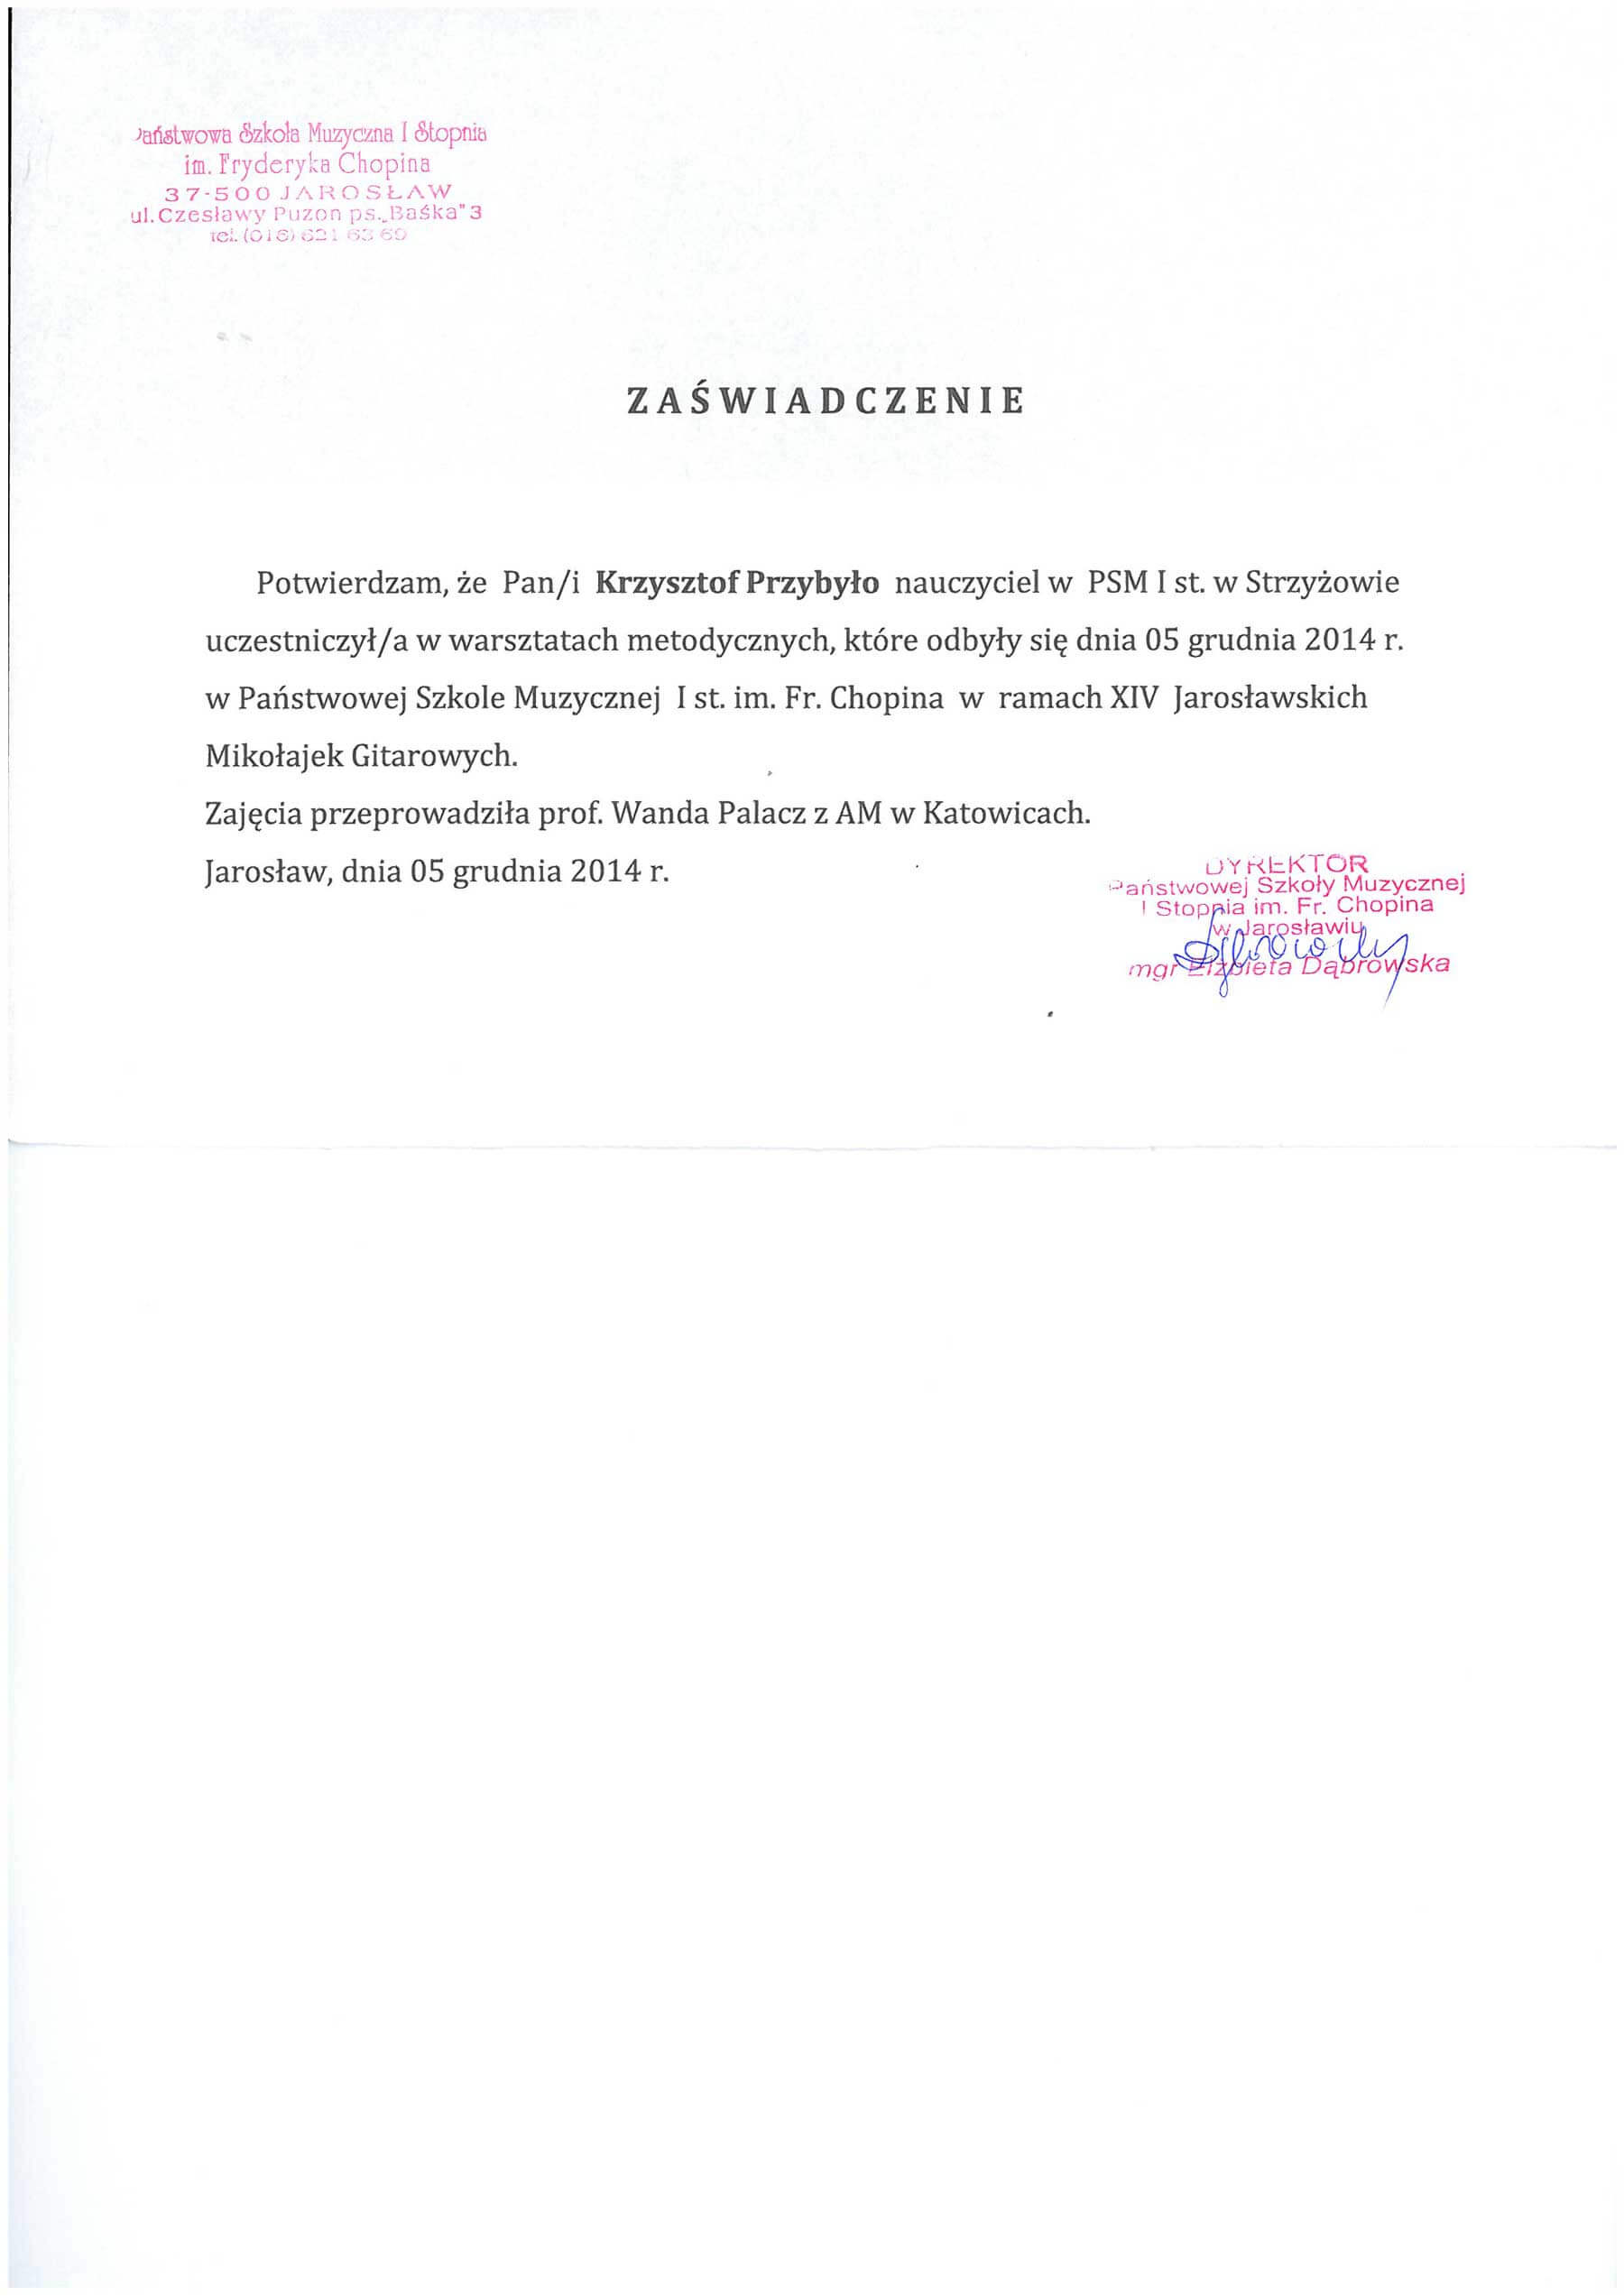 Państwowa Szkoła Muzyczna I Stopnia
im. Fryderyka Chopina
37-500 JAROSŁAW
ul. Czesławy Puzon ps. „Baśka" 3
tel. (016) 621
ZAŚWIADCZENIE
Potwierdzam, że Pan/i Krzysztof Przybyło nauczyciel w PSM I st. w Strzyżowie
uczestniczył/a w warsztatach metodycznych, które odbyły się dnia 05 grudnia 2014 r.
w Państwowej Szkole Muzycznej I st. im. Fr. Chopina w ramach XIV Jarosławskich
Mikołajek Gitarowych.
Zajęcia przeprowadziła prof. Wanda Palacz z AM w Katowicach.
Jarosław, dnia 05 grudnia 2014 r.
DYREKTOR
Państwowej Szkoły Muzycznej
I Stopnia im. Fr. Chopina
w Jarosławiu
mgr Elżbieta Dąbrowska